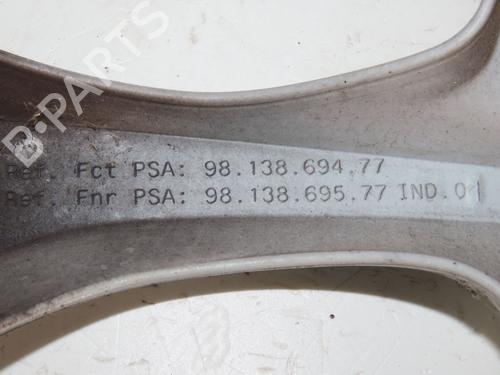 B-PARTS
Ref. Fct PSA: 98.138.694.77
Ref. Fnr PSA: 98.138.695.77 IND.01